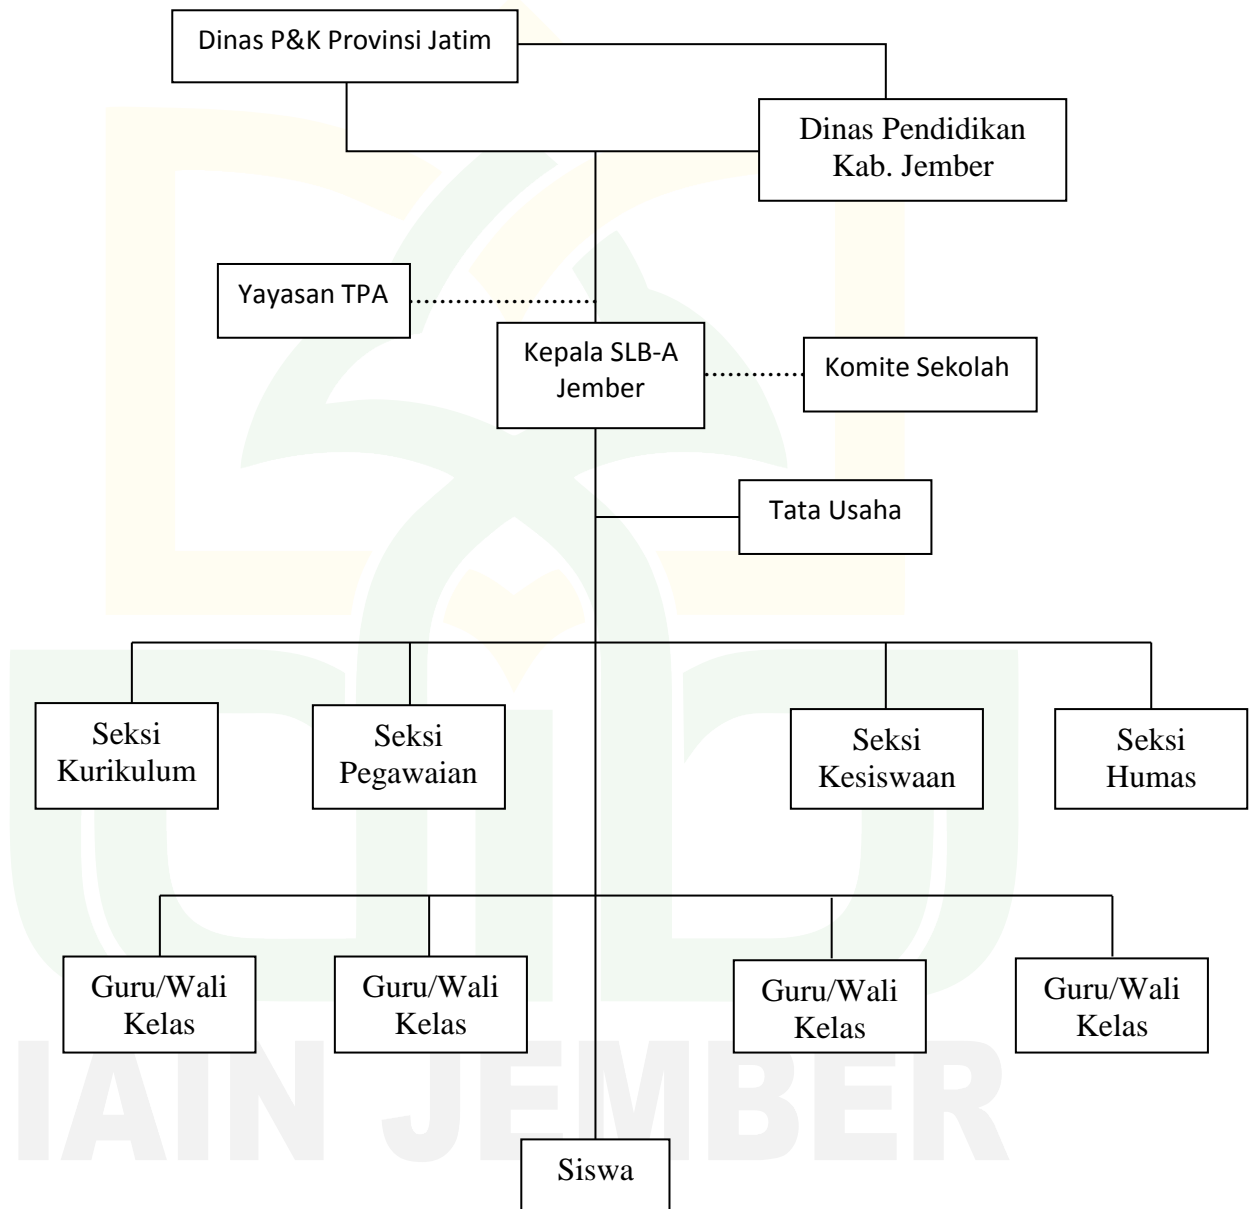 Dinas P&K Provinsi Jatim
Dinas Pendidikan
Kab. Jember
Yayasan TPA
Kepala SLB-A
Jember
Komite Sekolah
Tata Usaha
Seksi
Kurikulum
Seksi
Pegawaian
Seksi
Kesiswaan
Seksi
Humas
Guru/Wali
Kelas
Guru/Wali
Kelas
Guru/Wali
Kelas
Guru/Wali
Kelas
IAIN JEMBER
Siswa